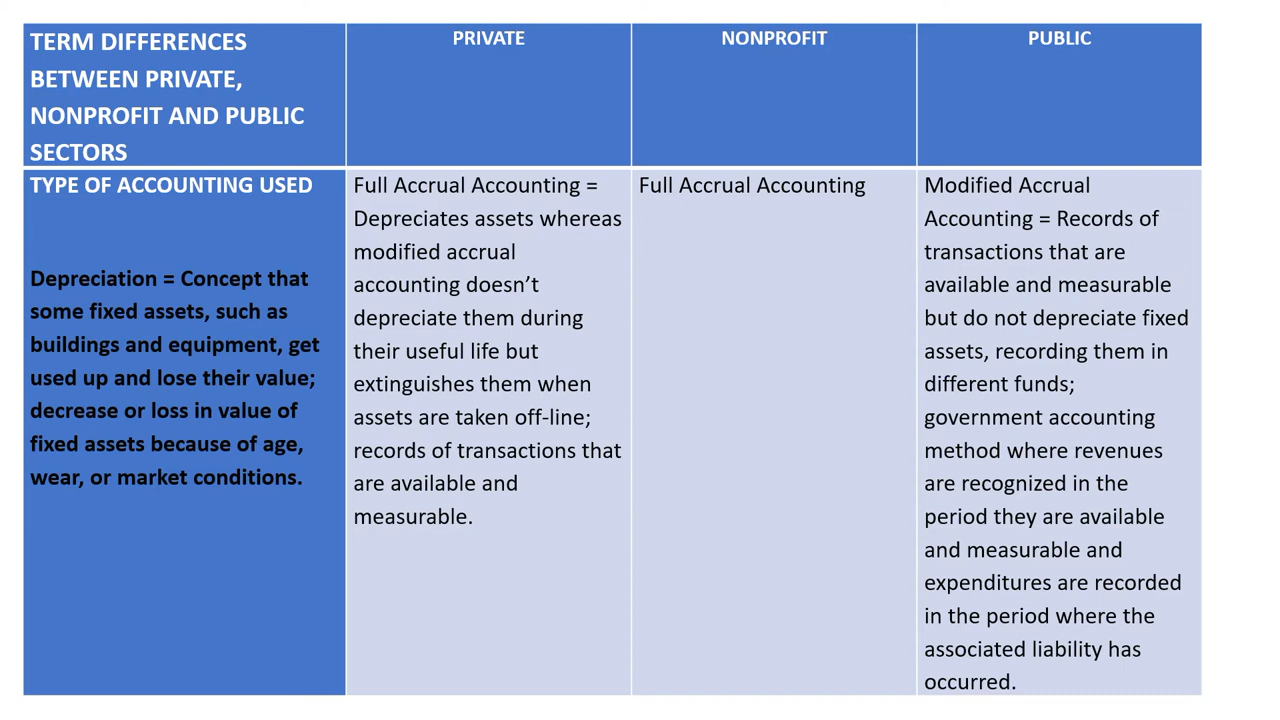 TERM DIFFERENCES
BETWEEN PRIVATE,
NONPROFIT AND PUBLIC
SECTORS
PRIVATE
NONPROFIT
PUBLIC
TYPE OF ACCOUNTING USED
Depreciation = Concept that
some fixed assets, such as
buildings and equipment, get
used up and lose their value;
decrease or loss in value of
fixed assets because of age,
wear, or market conditions.
Full Accrual Accounting =
Depreciates assets whereas
modified accrual
accounting doesn’t
depreciate them during
their useful life but
extinguishes them when
assets are taken off-line;
records of transactions that
are available and
measurable.
Full Accrual Accounting
Modified Accrual
Accounting = Records of
transactions that are
available and measurable
but do not depreciate fixed
assets, recording them in
different funds;
government accounting
method where revenues
are recognized in the
period they are available
and measurable and
expenditures are recorded
in the period where the
associated liability has
occurred.